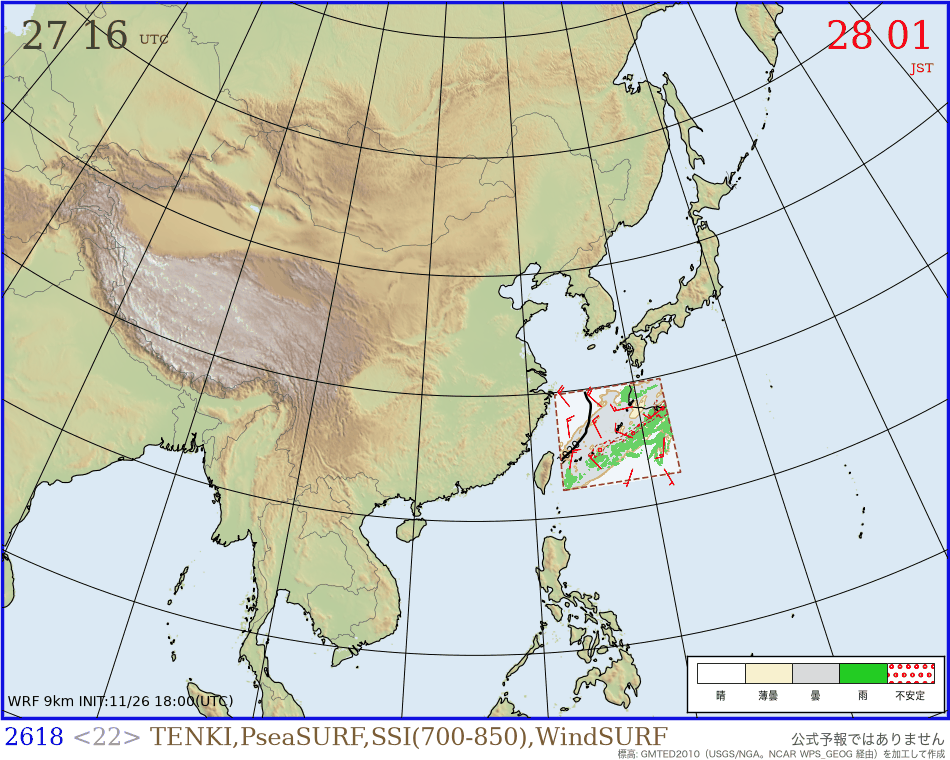 27 16 UTC
28 01
JST
晴 薄曇 曇 雨 不安定
WRF 9km INIT:11/26 18:00(UTC)
2618 <22> TENKI,PseaSURF,SSI(700-850),WindSURF
公式予報ではありません
標高: GMTED2010（USGS/NGA。NCAR WPS_GEOG 経由）を加工して作成